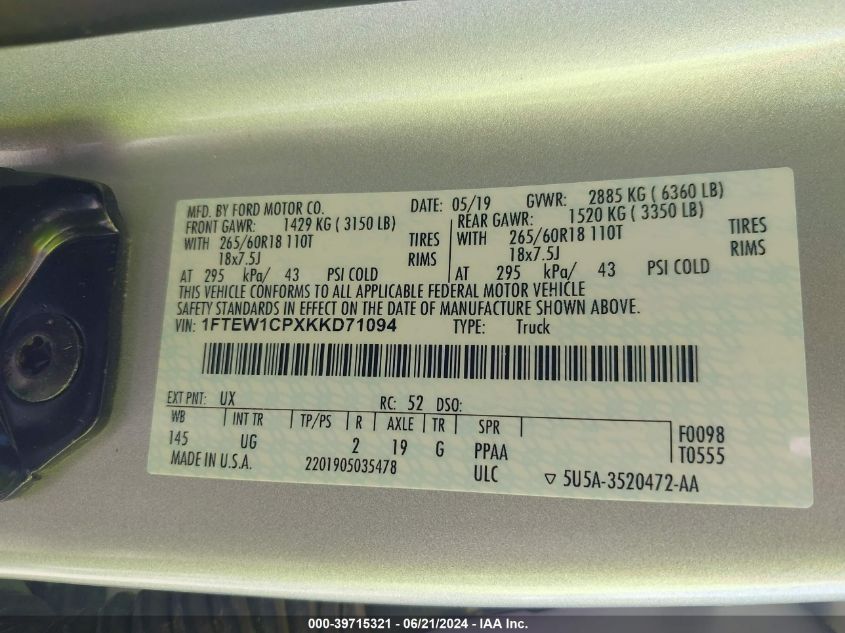 MFD. BY FORD MOTOR CO. DATE: 05/19 GVWR: 2885 KG ( 6360 LB)
FRONT GAWR: 1429 KG ( 3150 LB) REAR GAWR: 1520 KG ( 3350 LB)
WITH 265/60R18 110T TIRES WITH 265/60R18 110T TIRES
18x7.5J RIMS 18x7.5J RIMS
AT 295 kPa/ 43 PSI COLD AT 295 kPa/ 43 PSI COLD
THIS VEHICLE CONFORMS TO ALL APPLICABLE FEDERAL MOTOR VEHICLE
SAFETY STANDARDS IN EFFECT ON THE DATE OF MANUFACTURE SHOWN ABOVE.
VIN: 1FTEW1CPXKKD71094 TYPE: Truck
EXT PNT: UX RC: 52 DSO:
WB INT TR TP/PS R AXLE TR SPR
145 UG 2 19 G PPAA F0098
T0555
MADE IN U.S.A. 2201905035478 ULC ▽ 5U5A-3520472-AA
000-39715321 - 06/21/2024 - IAA Inc.